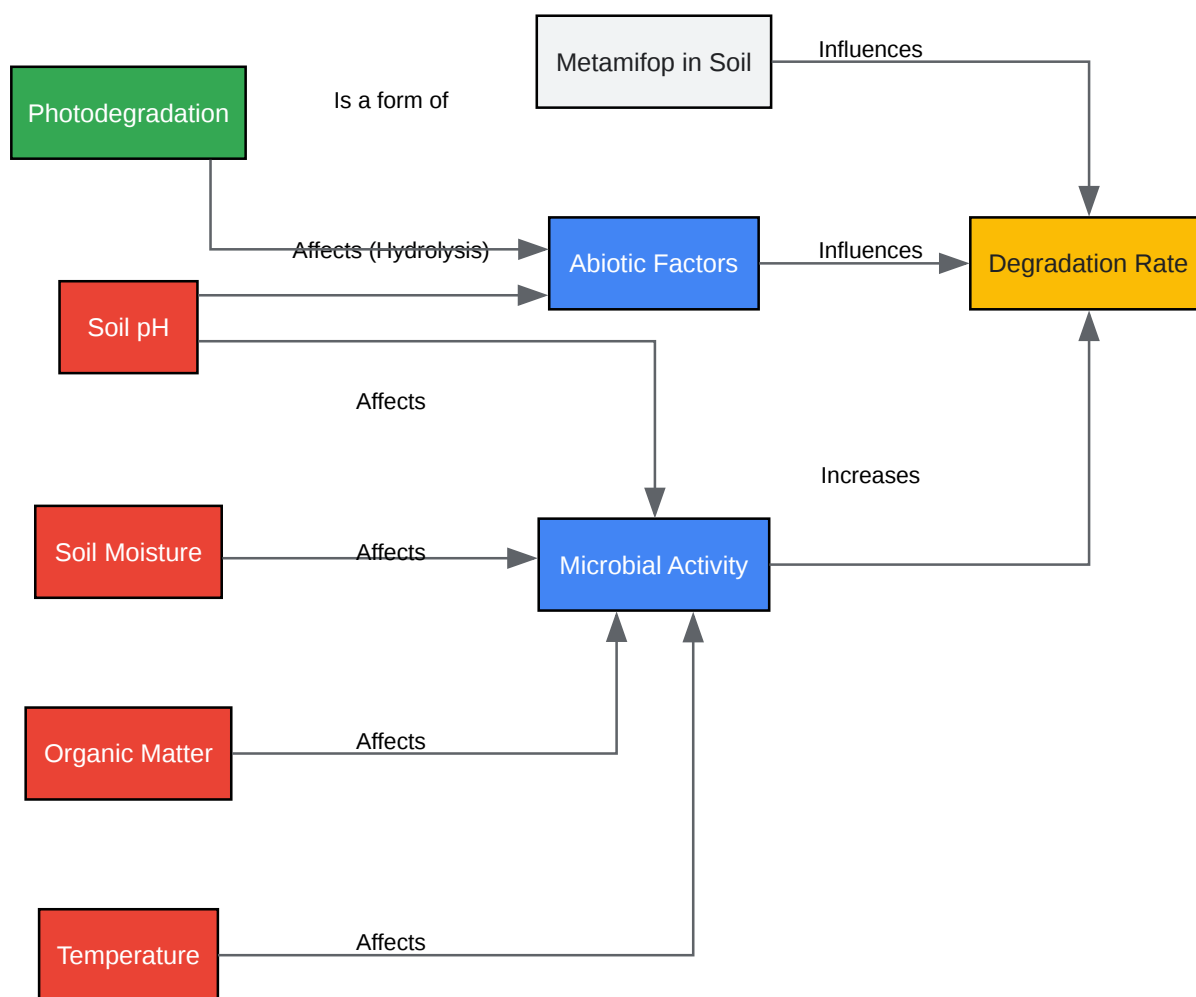 Metamifop in Soil
Influences
Photodegradation
Is a form of
Affects (Hydrolysis)
Abiotic Factors
Influences
Degradation Rate
Soil pH
Affects
Increases
Soil Moisture
Affects
Microbial Activity
Organic Matter
Affects
Temperature
Affects